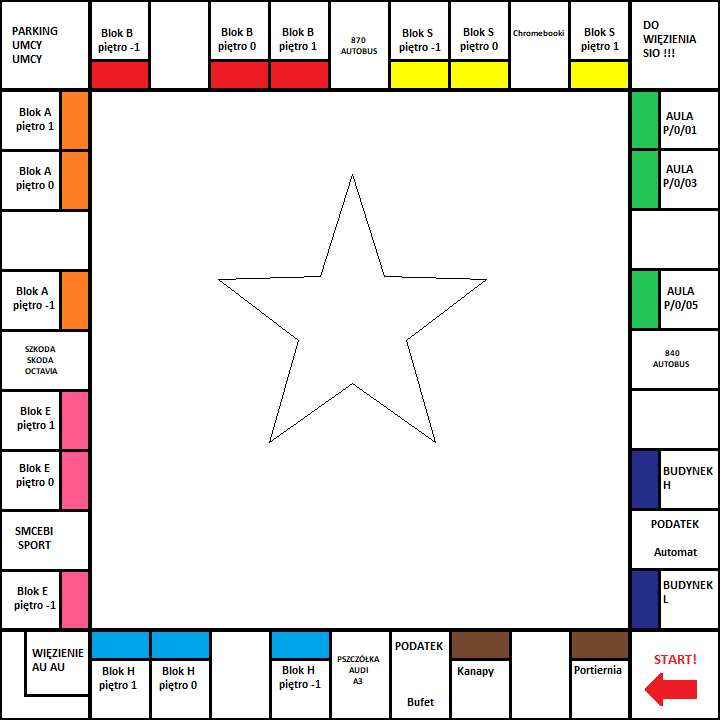 PARKING
UMCY
UMCY
Blok B
piętro -1
Blok B
piętro 0
Blok B
piętro 1
870
AUTOBUS
Blok S
piętro -1
Blok S
piętro 0
Chromebooki
Blok S
piętro 1
DO
WIĘZIENIA
SIO !!!
Blok A
piętro 1
Blok A
piętro 0
Blok A
piętro -1
SZKODA
SKODA
OCTAVIA
Blok E
piętro 1
Blok E
piętro 0
SMCEBI
SPORT
Blok E
piętro -1
AULA
P/0/01
AULA
P/0/03
AULA
P/0/05
840
AUTOBUS
BUDYNEK
H
PODATEK
Automat
BUDYNEK
L
WIĘZIENIE
AU AU
Blok H
piętro 1
Blok H
piętro 0
Blok H
piętro -1
PSZCZÓŁKA
AUDI
A3
PODATEK
Bufet
Kanapy
Portiernia
START!